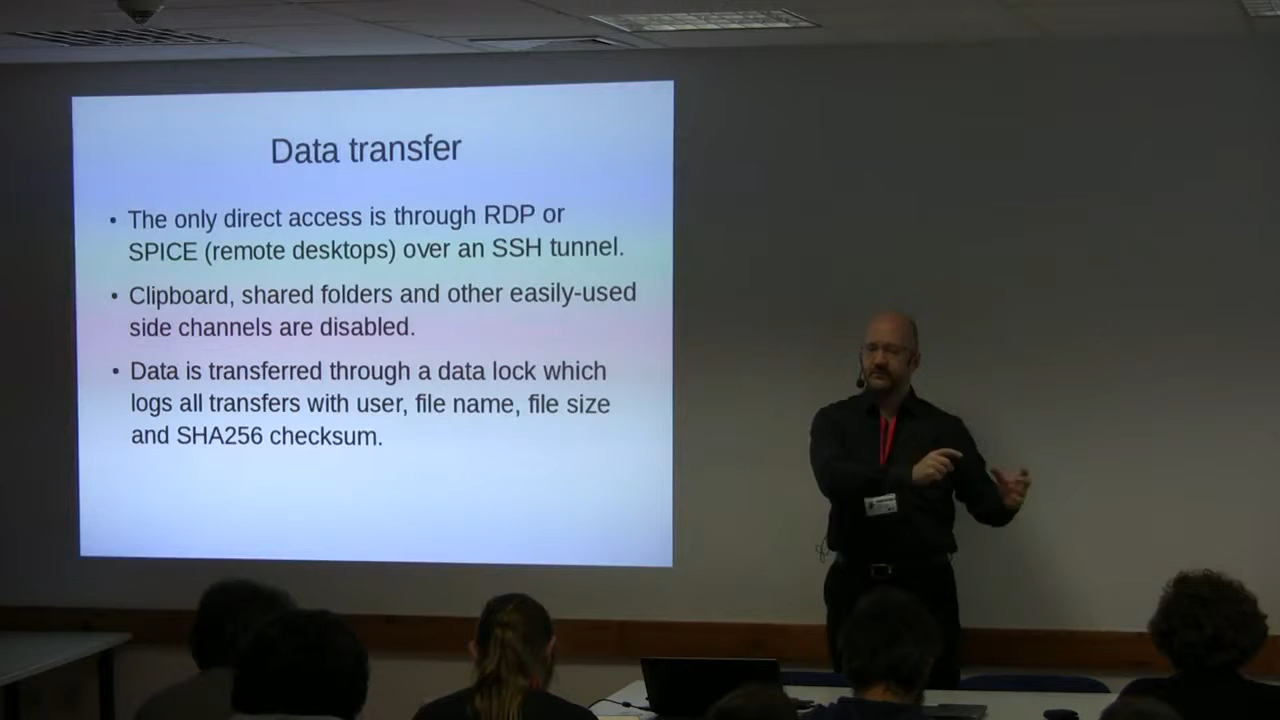 Data transfer
• The only direct access is through RDP or
SPICE (remote desktops) over an SSH tunnel.
• Clipboard, shared folders and other easily-used
side channels are disabled.
• Data is transferred through a data lock which
logs all transfers with user, file name, file size
and SHA256 checksum.